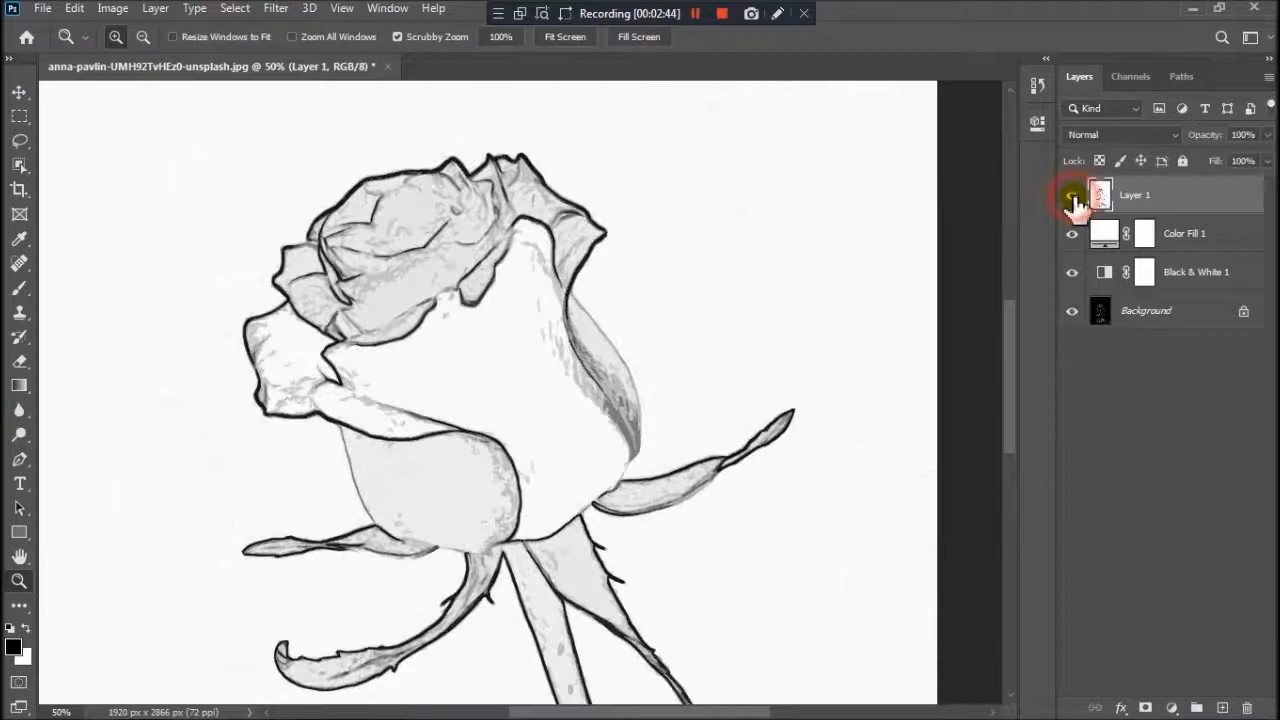 Ps File Edit Image Layer Type Select Filter 3D View Window Help
Recording [00:02:44]
Resize Windows to Fit Zoom All Windows Scrubby Zoom 100% Fit Screen Fill Screen
anna-pavlin-UMH92TvHEz0-unsplash.jpg @ 50% (Layer 1, RGB/8) *
Layers Channels Paths
Kind
Normal Opacity: 100%
Lock: Fill: 100%
Layer 1
Color Fill 1
Black & White 1
Background
50% 1920 px x 2866 px (72 ppi)